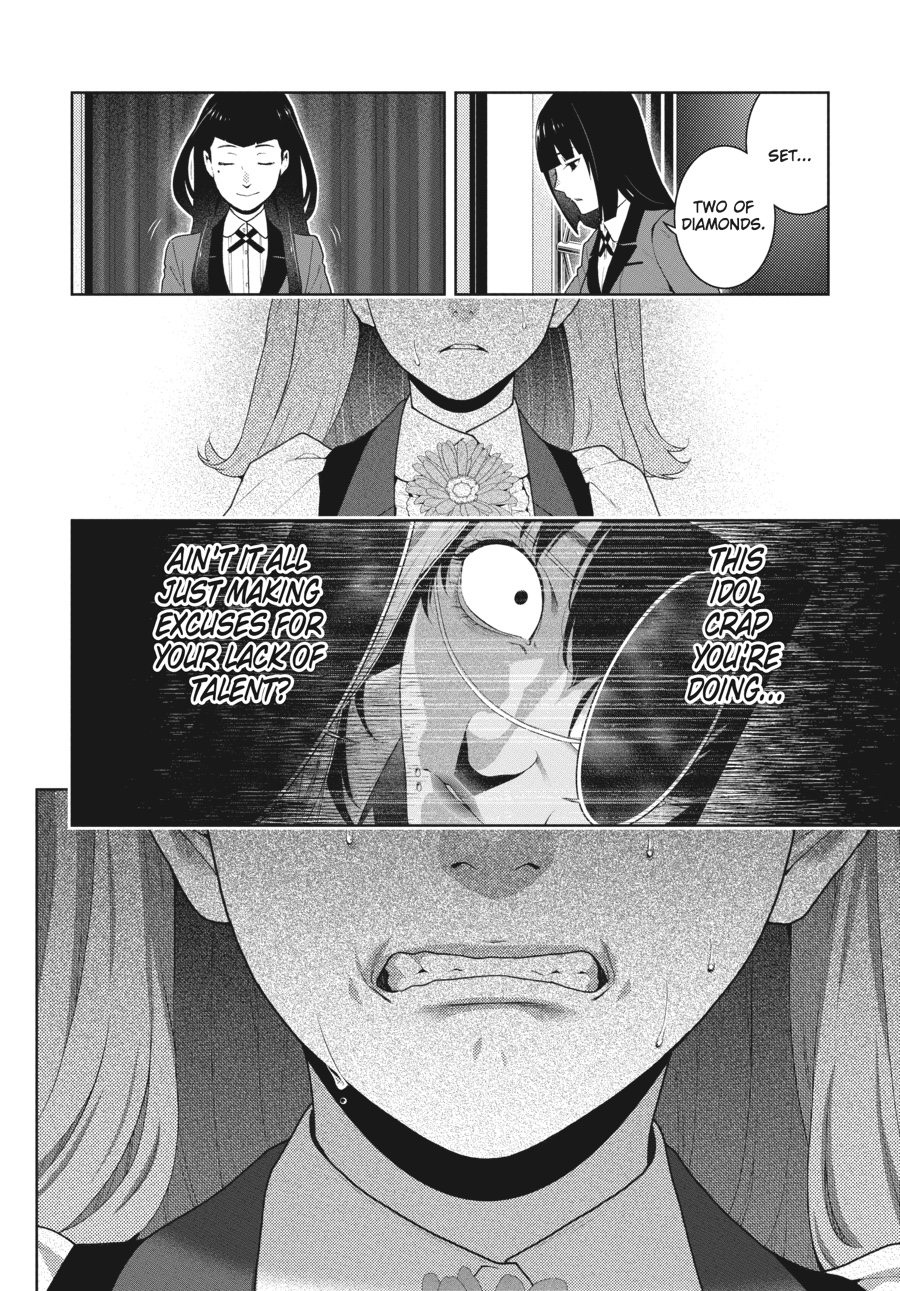 SET...
TWO OF
DIAMONDS.
THIS
IDOL
CRAP
YOU'RE
DOING...
AIN'T IT ALL
JUST MAKING
EXCUSES FOR
YOUR LACK OF
TALENT?